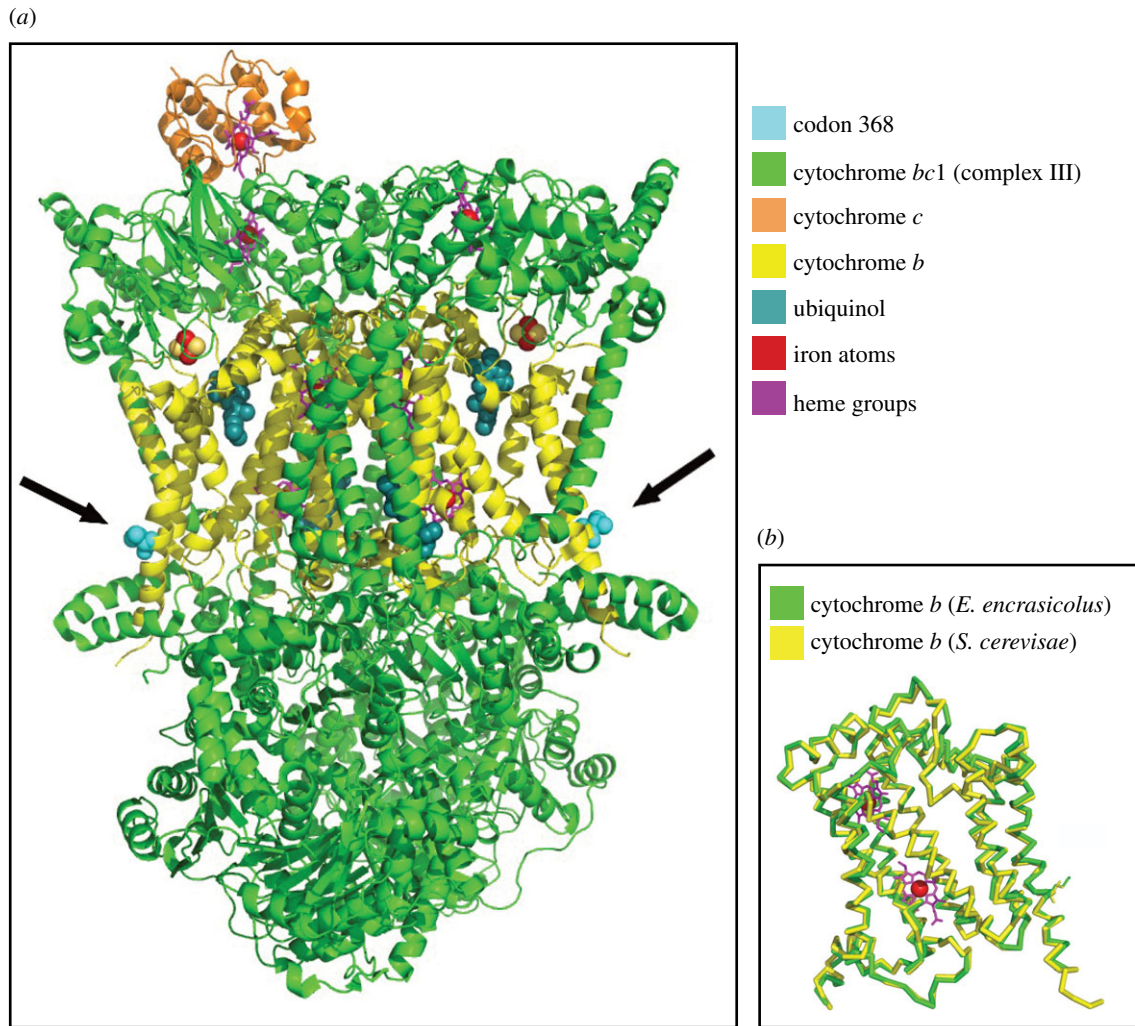 (a)
codon 368
cytochrome bc1 (complex III)
cytochrome c
cytochrome b
ubiquinol
iron atoms
heme groups
(b)
cytochrome b (E. encrasicolus)
cytochrome b (S. cerevisae)